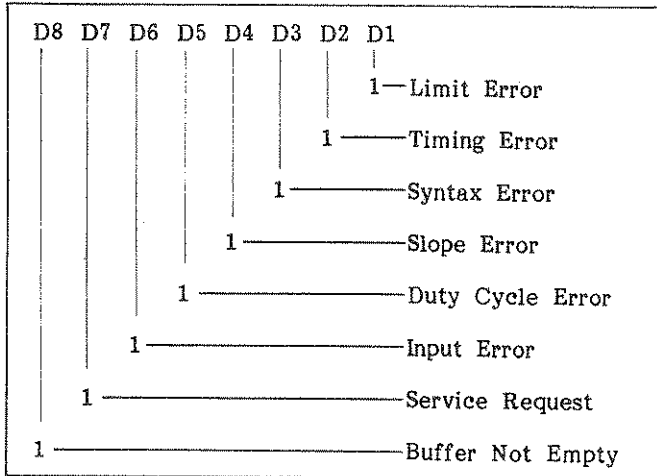 D8 D7 D6 D5 D4 D3 D2 D1
1 Limit Error
1 Timing Error
1 Syntax Error
1 Slope Error
1 Duty Cycle Error
1 Input Error
1 Service Request
1 Buffer Not Empty